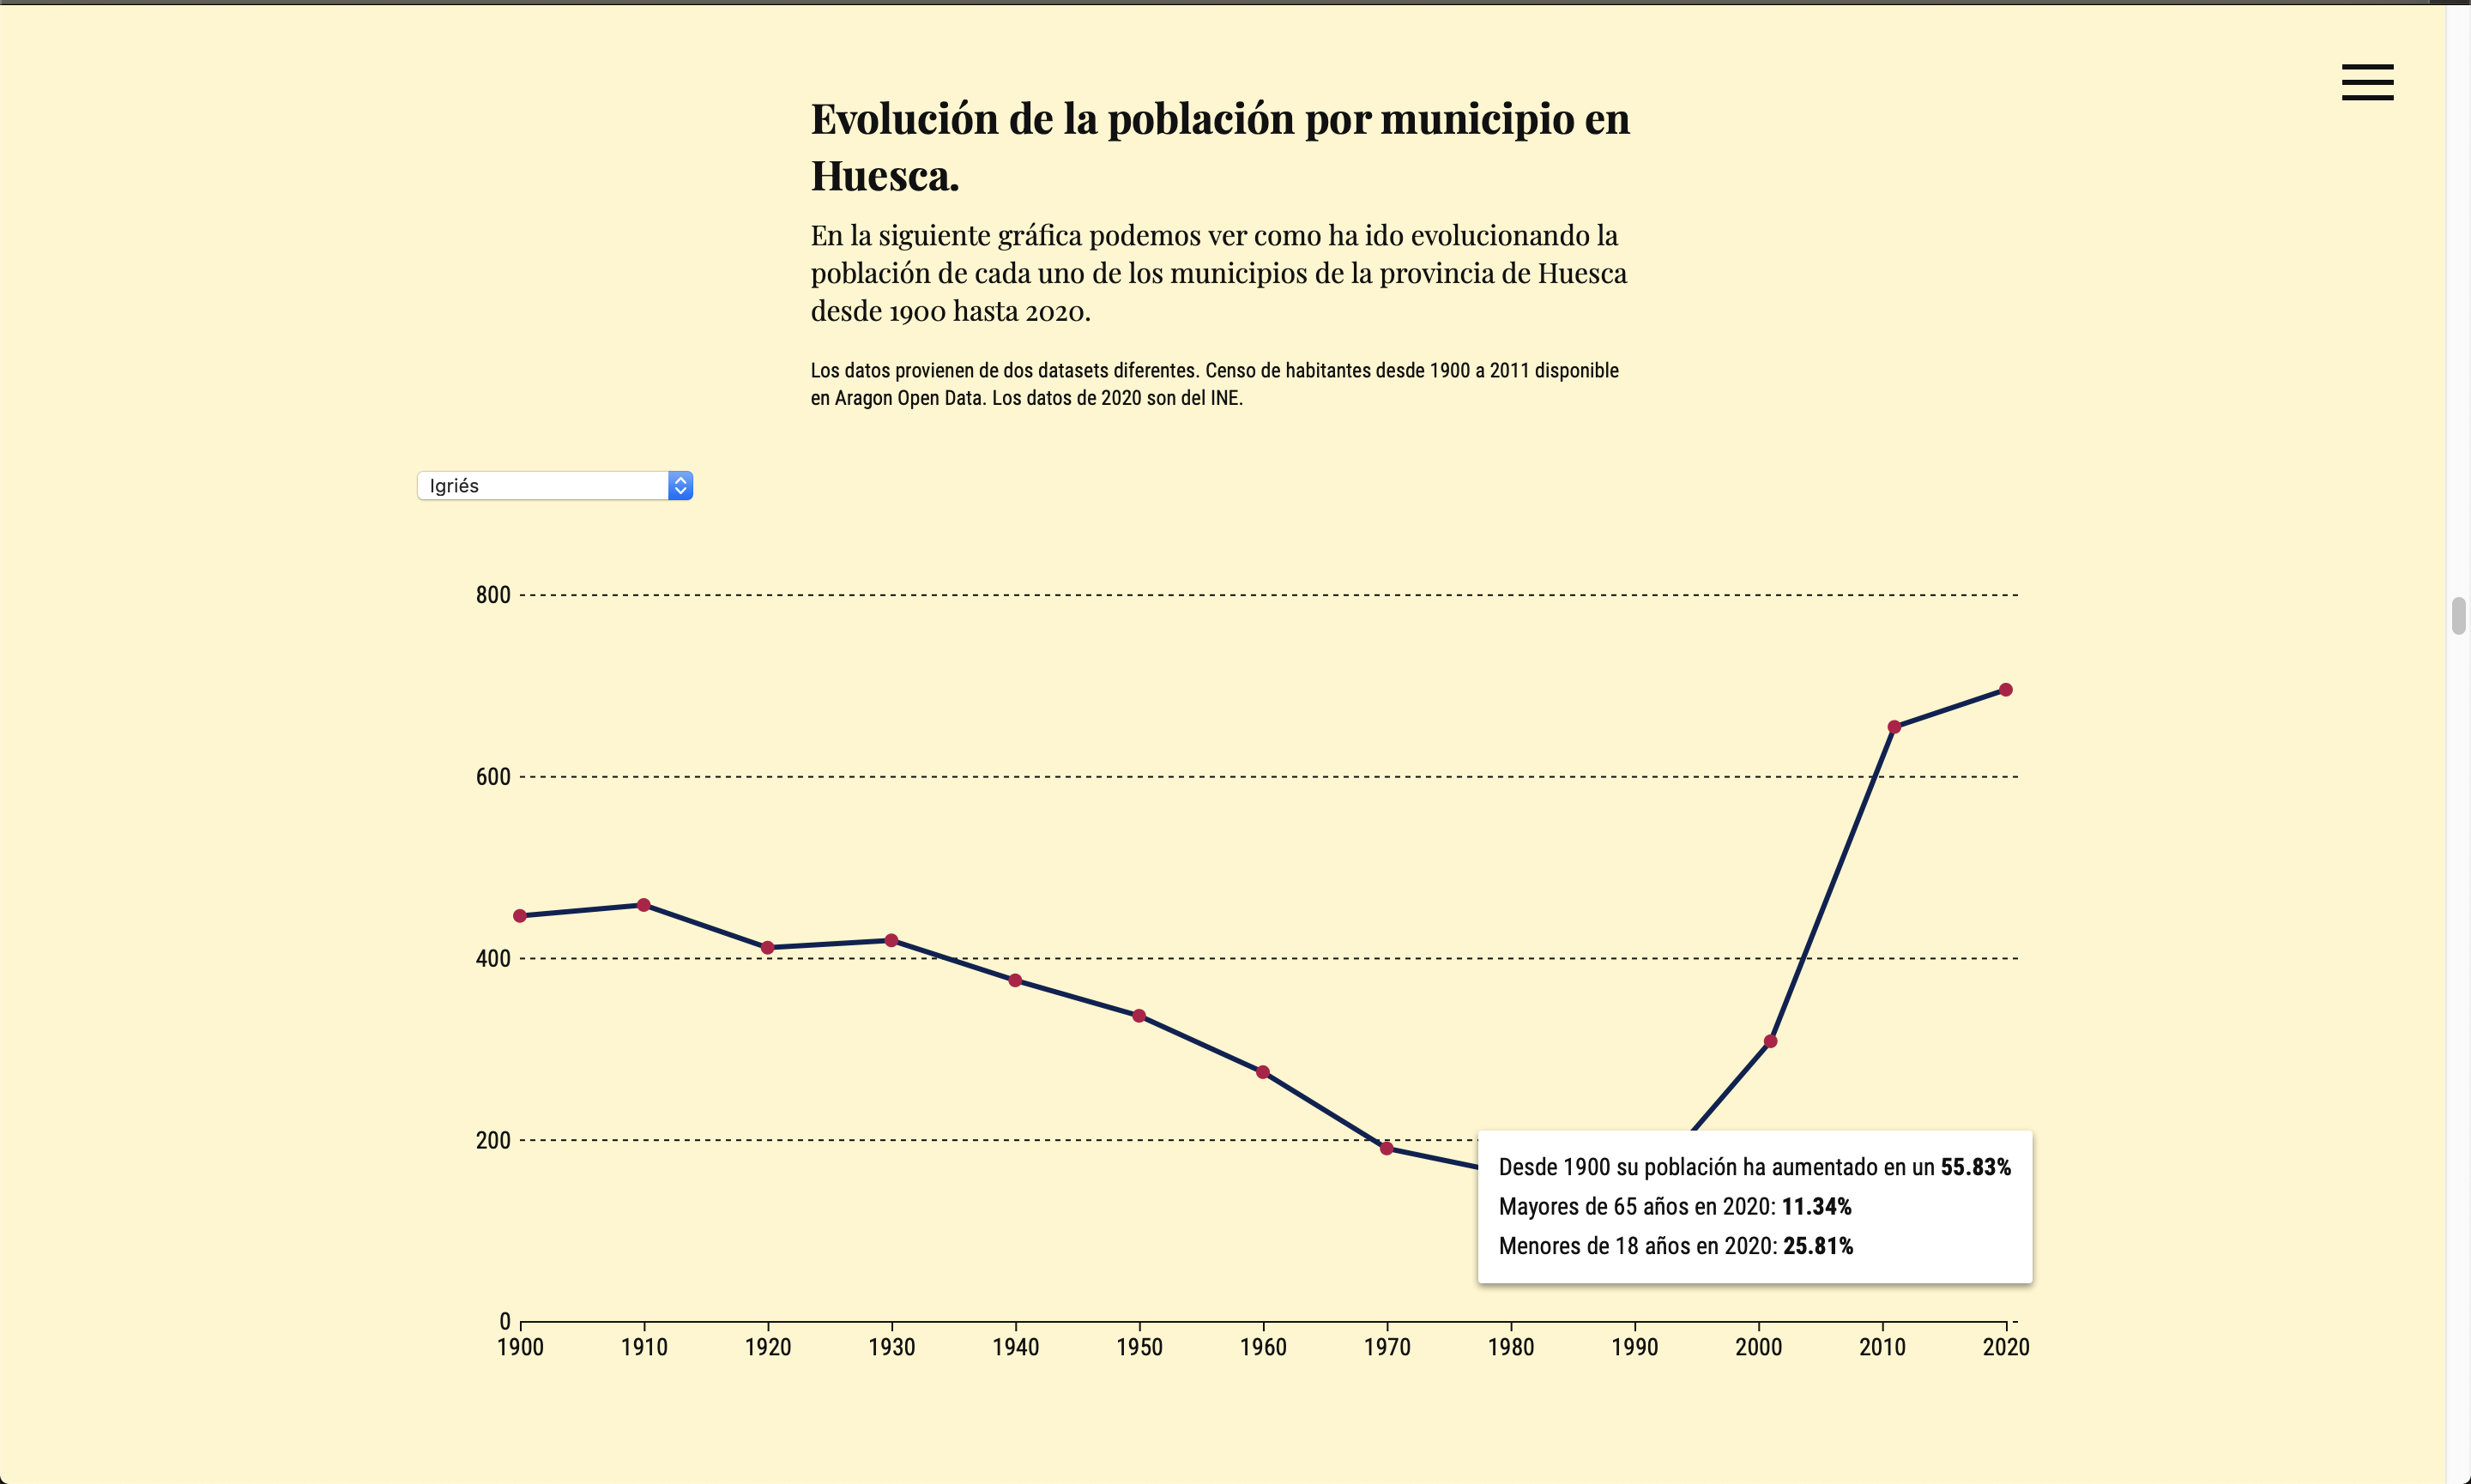 Evolución de la población por municipio en
Huesca.
En la siguiente gráfica podemos ver como ha ido evolucionando la
población de cada uno de los municipios de la provincia de Huesca
desde 1900 hasta 2020.
Los datos provienen de dos datasets diferentes. Censo de habitantes desde 1900 a 2011 disponible
en Aragon Open Data. Los datos de 2020 son del INE.
Igriés
800
600
400
200
Desde 1900 su población ha aumentado en un 55.83%
Mayores de 65 años en 2020: 11.34%
Menores de 18 años en 2020: 25.81%
0
1900 1910 1920 1930 1940 1950 1960 1970 1980 1990 2000 2010 2020